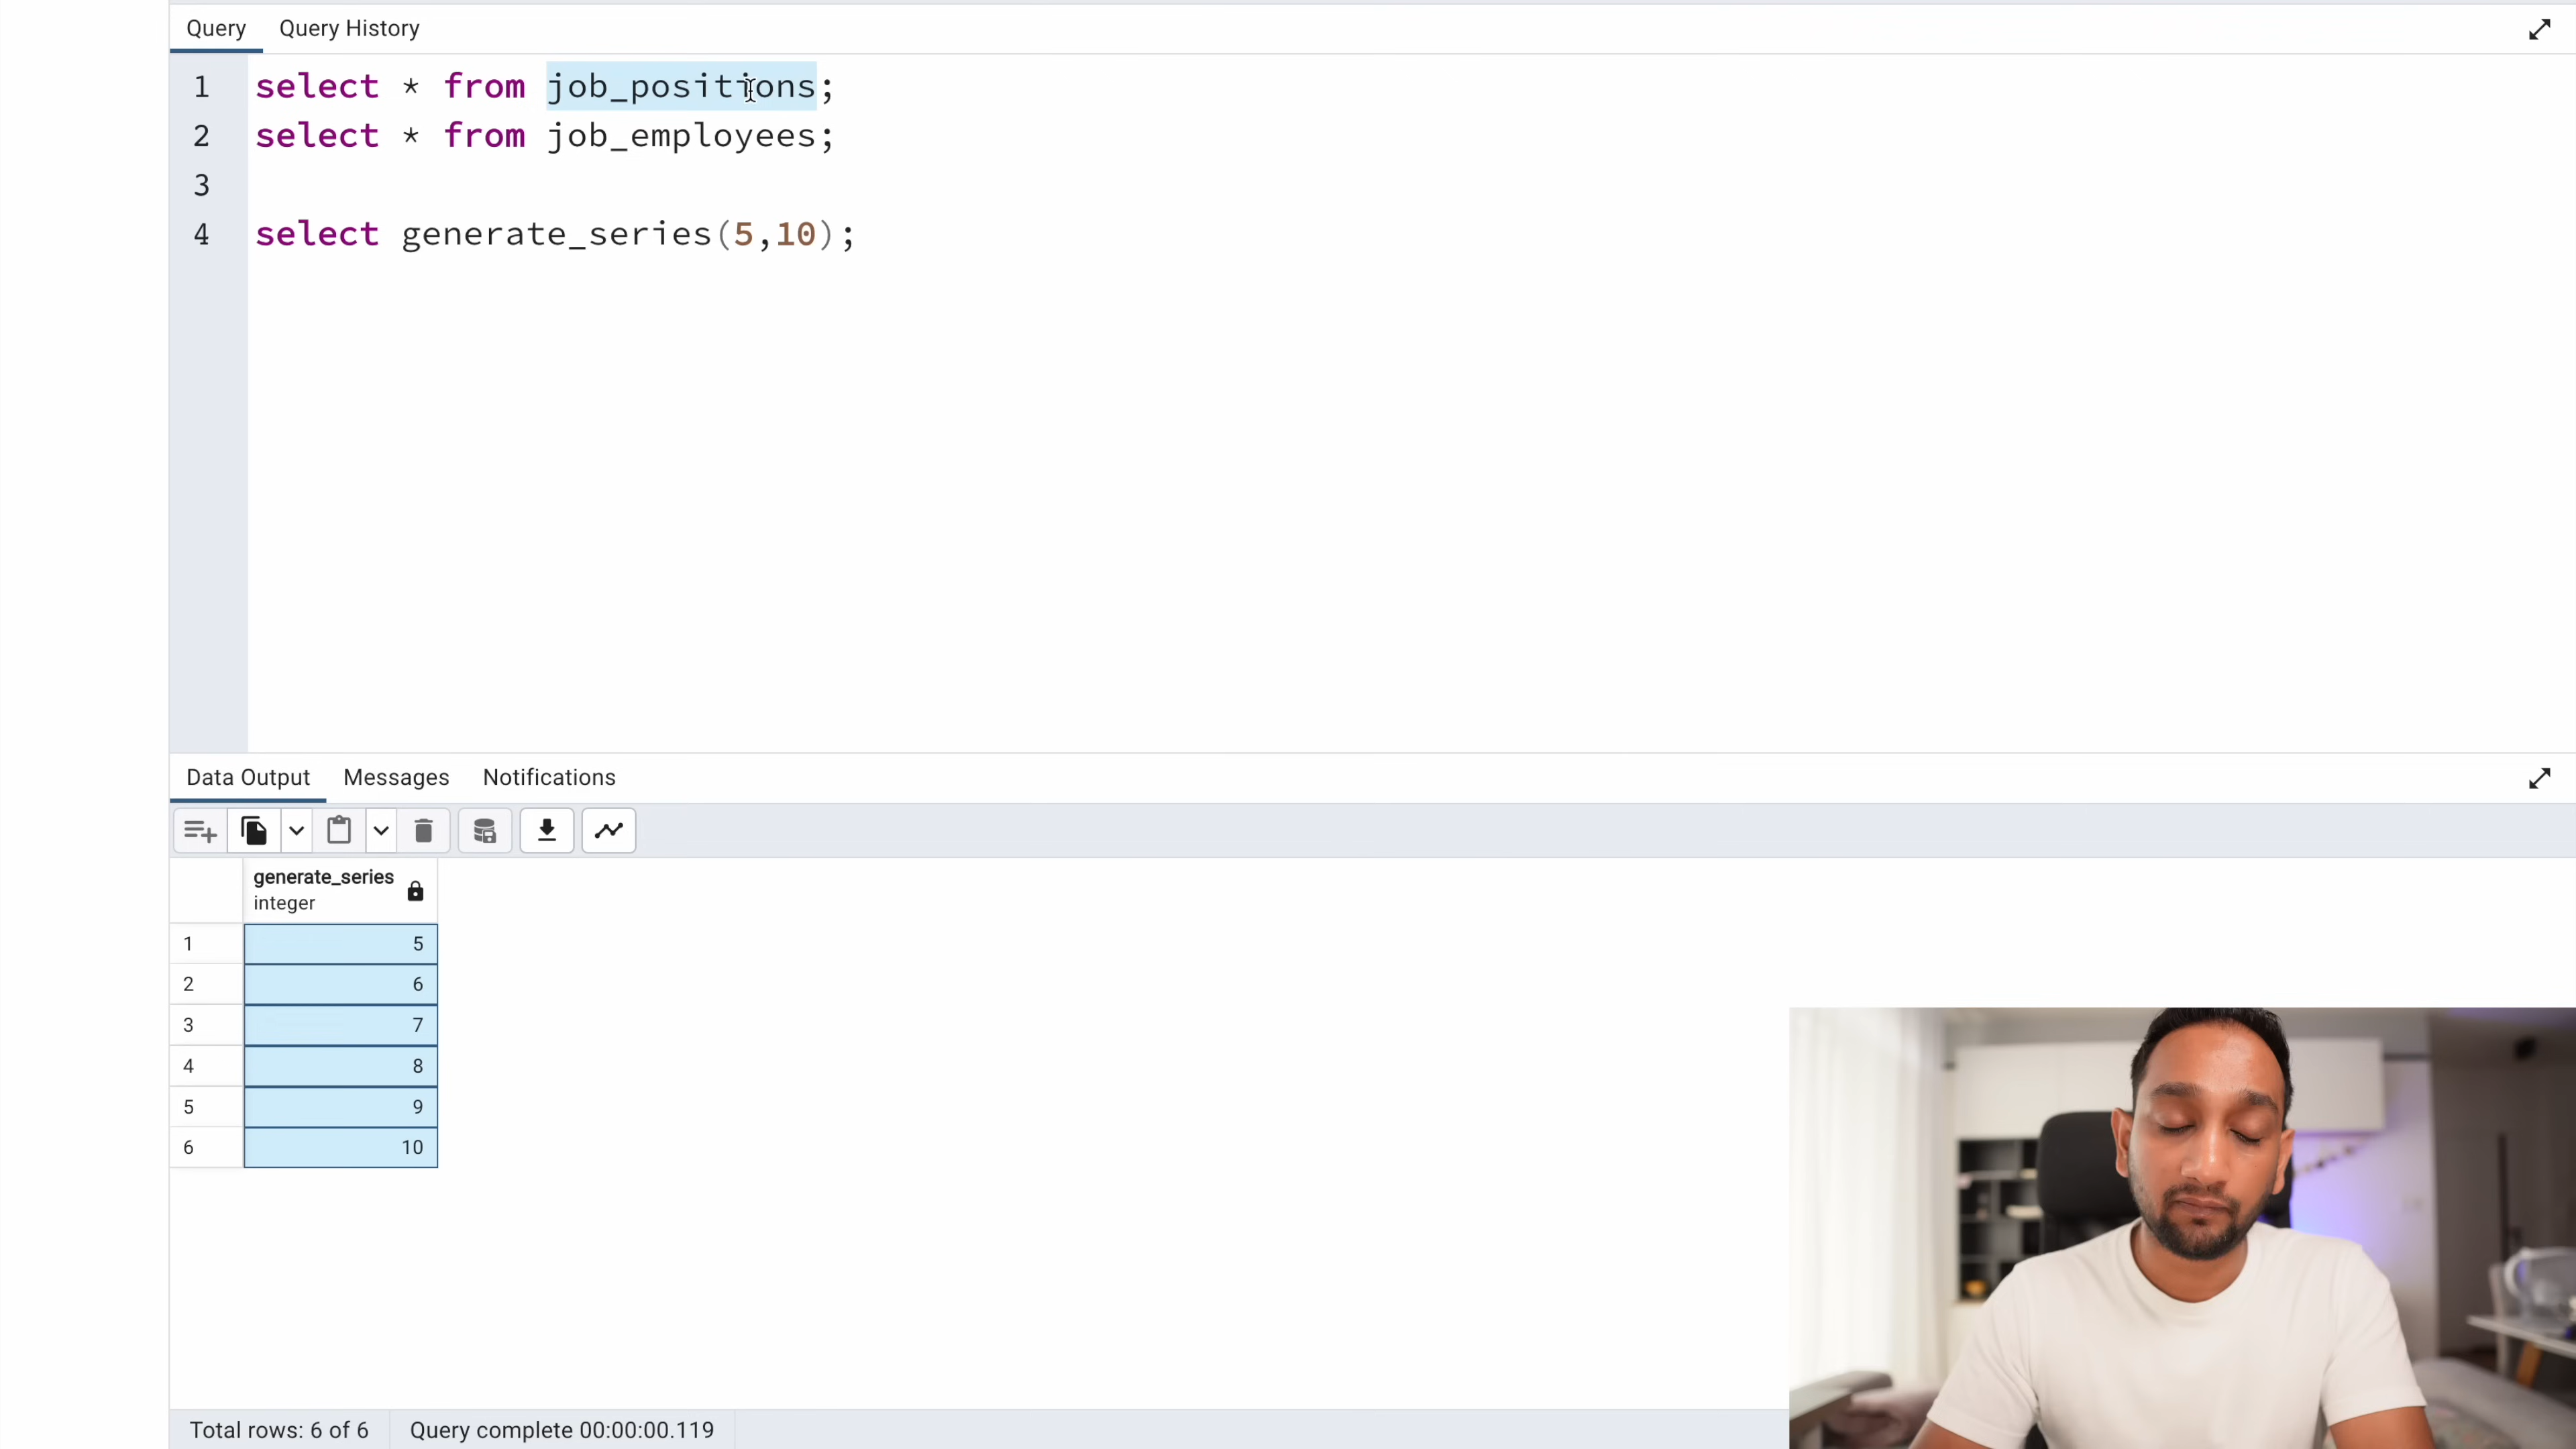 Query Query History
1 select * from job_positions;
2 select * from job_employees;
3
4 select generate_series(5,10);
Data Output Messages Notifications
generate_series
integer
1 5
2 6
3 7
4 8
5 9
6 10
Total rows: 6 of 6 Query complete 00:00:00.119